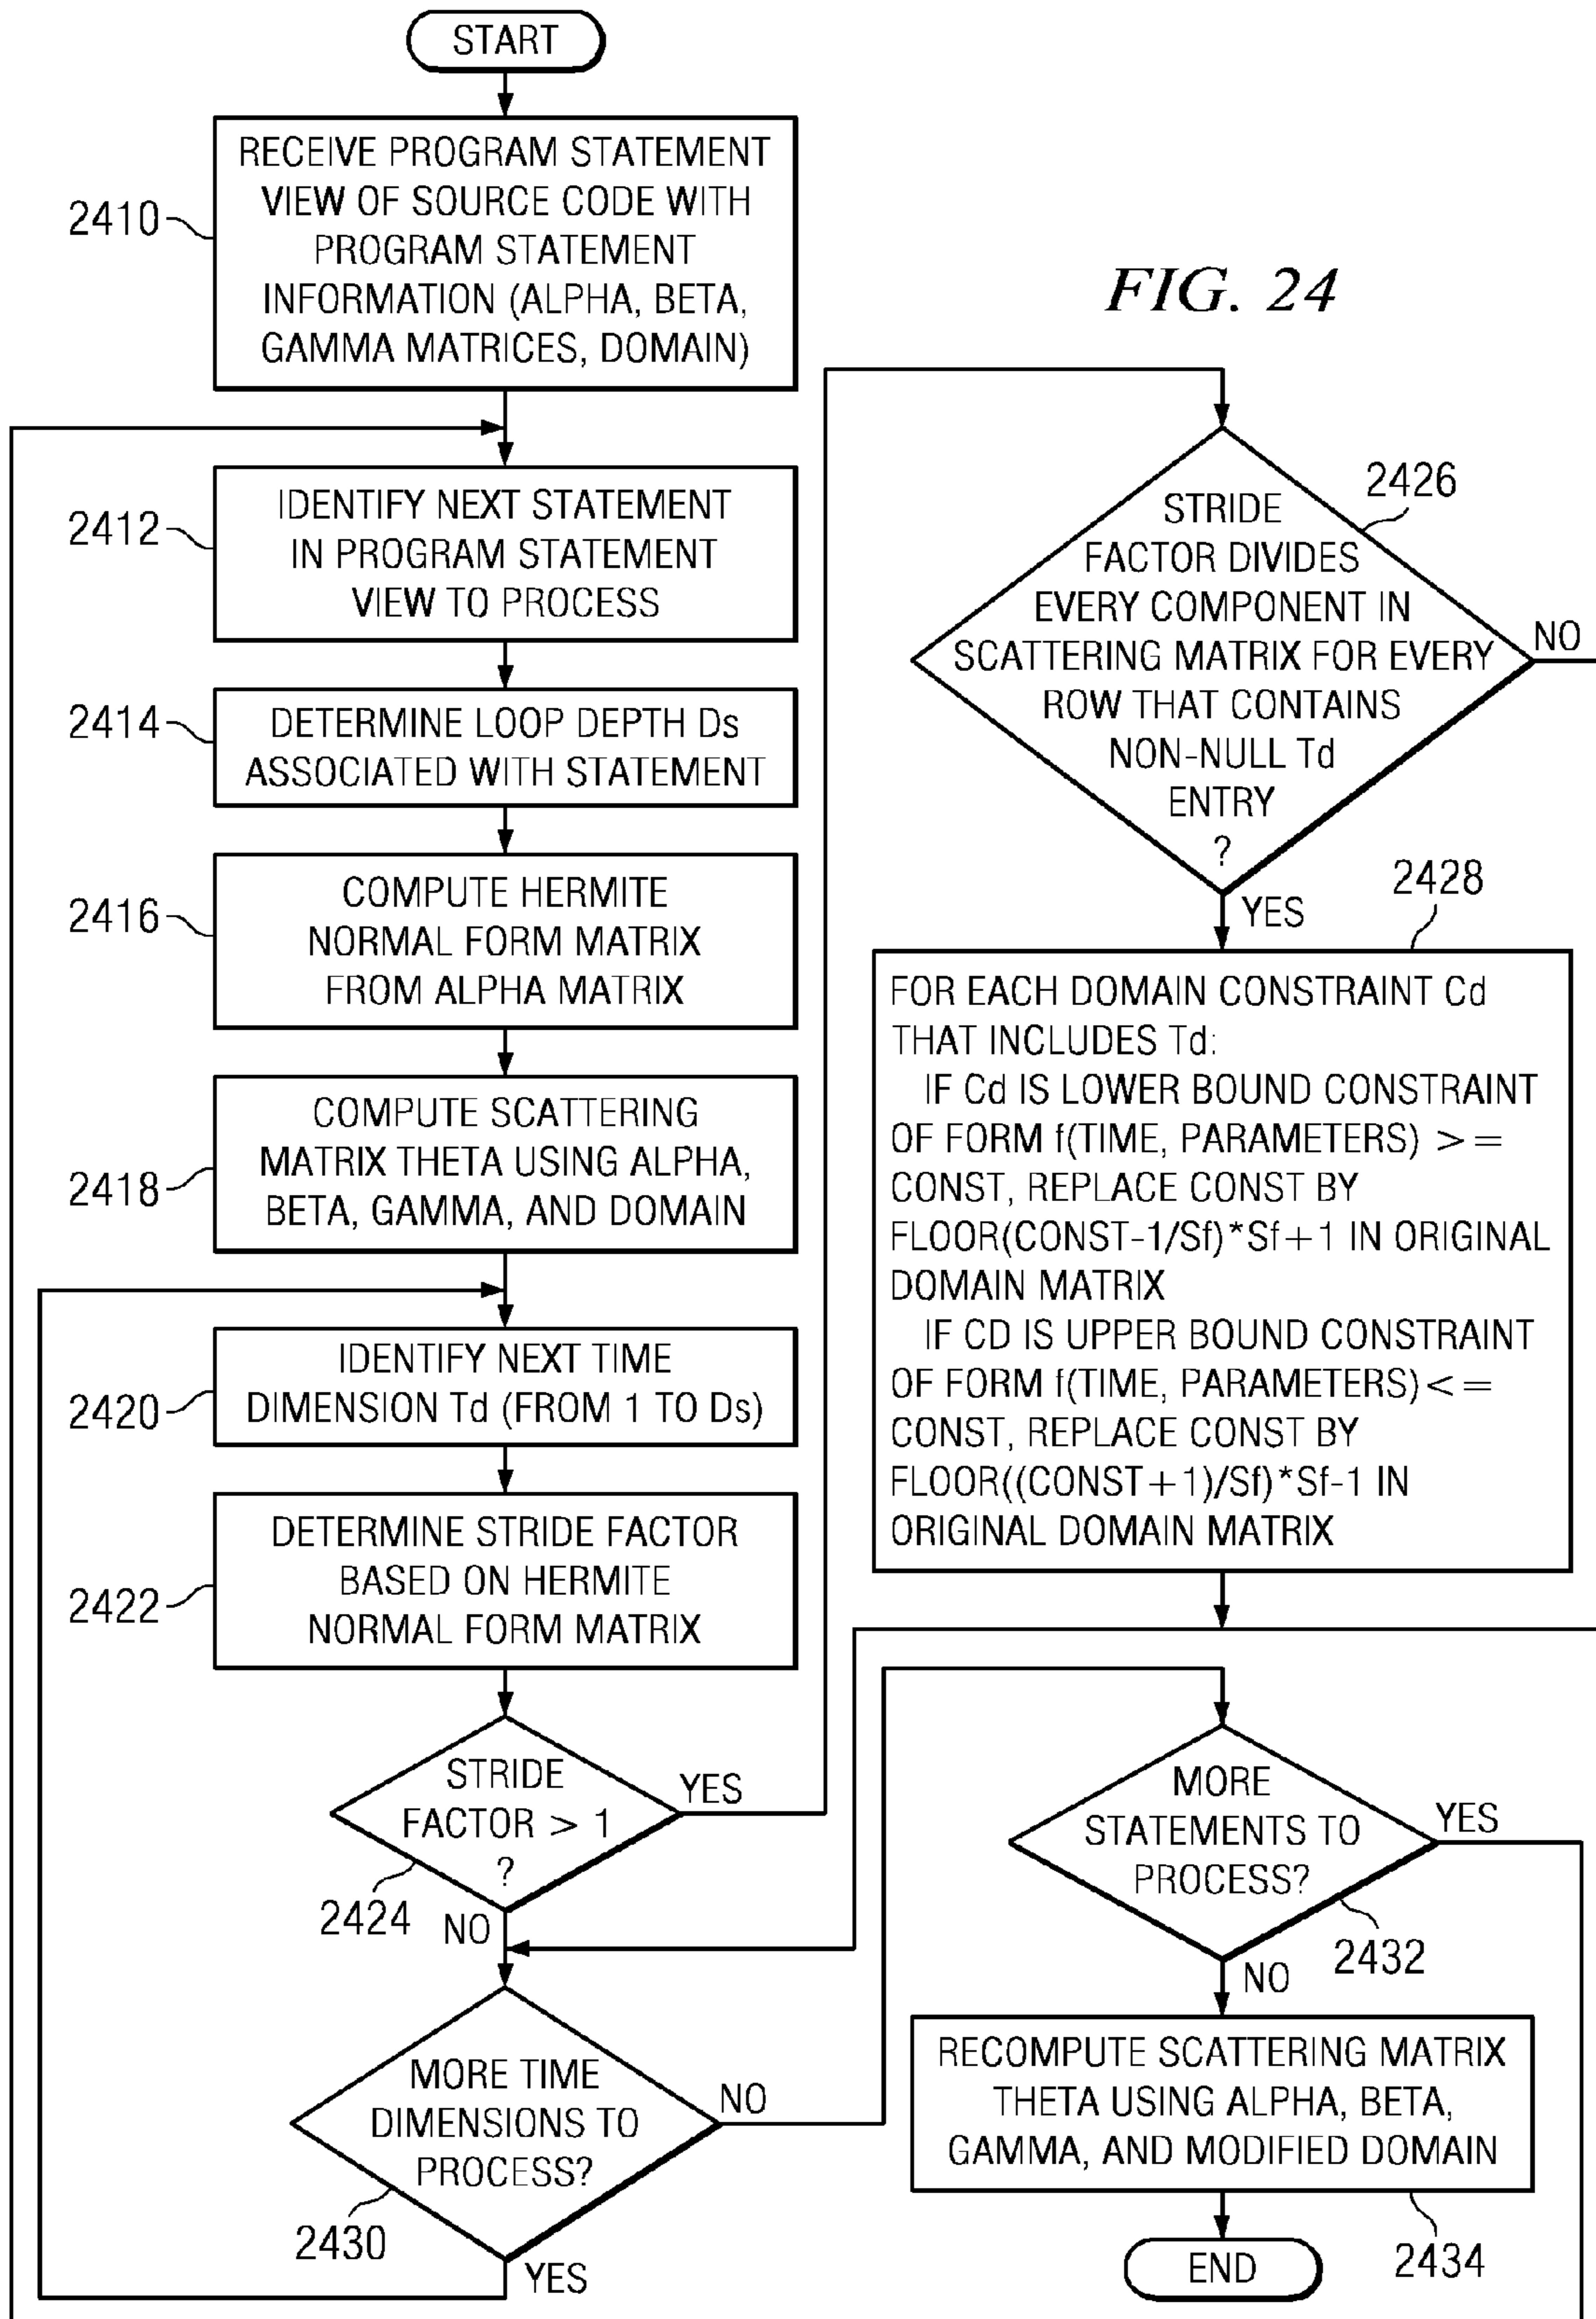 START
RECEIVE PROGRAM STATEMENT
VIEW OF SOURCE CODE WITH
PROGRAM STATEMENT
INFORMATION (ALPHA, BETA,
GAMMA MATRICES, DOMAIN)
2410
FIG. 24
IDENTIFY NEXT STATEMENT
IN PROGRAM STATEMENT
VIEW TO PROCESS
2412
DETERMINE LOOP DEPTH Ds
ASSOCIATED WITH STATEMENT
2414
COMPUTE HERMITE
NORMAL FORM MATRIX
FROM ALPHA MATRIX
2416
COMPUTE SCATTERING
MATRIX THETA USING ALPHA,
BETA, GAMMA, AND DOMAIN
2418
IDENTIFY NEXT TIME
DIMENSION Td (FROM 1 TO Ds)
2420
DETERMINE STRIDE FACTOR
BASED ON HERMITE
NORMAL FORM MATRIX
2422
STRIDE
FACTOR > 1
?
2424
YES
NO
MORE TIME
DIMENSIONS TO
PROCESS?
2430
NO
YES
STRIDE
FACTOR DIVIDES
EVERY COMPONENT IN
SCATTERING MATRIX FOR EVERY
ROW THAT CONTAINS
NON-NULL Td
ENTRY
?
2426
NO
YES
2428
FOR EACH DOMAIN CONSTRAINT Cd
THAT INCLUDES Td:
IF Cd IS LOWER BOUND CONSTRAINT
OF FORM f(TIME, PARAMETERS) >=
CONST, REPLACE CONST BY
FLOOR(CONST-1/Sf)*Sf+1 IN ORIGINAL
DOMAIN MATRIX
IF CD IS UPPER BOUND CONSTRAINT
OF FORM f(TIME, PARAMETERS)<=
CONST, REPLACE CONST BY
FLOOR((CONST+1)/Sf)*Sf-1 IN
ORIGINAL DOMAIN MATRIX
MORE
STATEMENTS TO
PROCESS?
2432
YES
NO
RECOMPUTE SCATTERING MATRIX
THETA USING ALPHA, BETA,
GAMMA, AND MODIFIED DOMAIN
2434
END